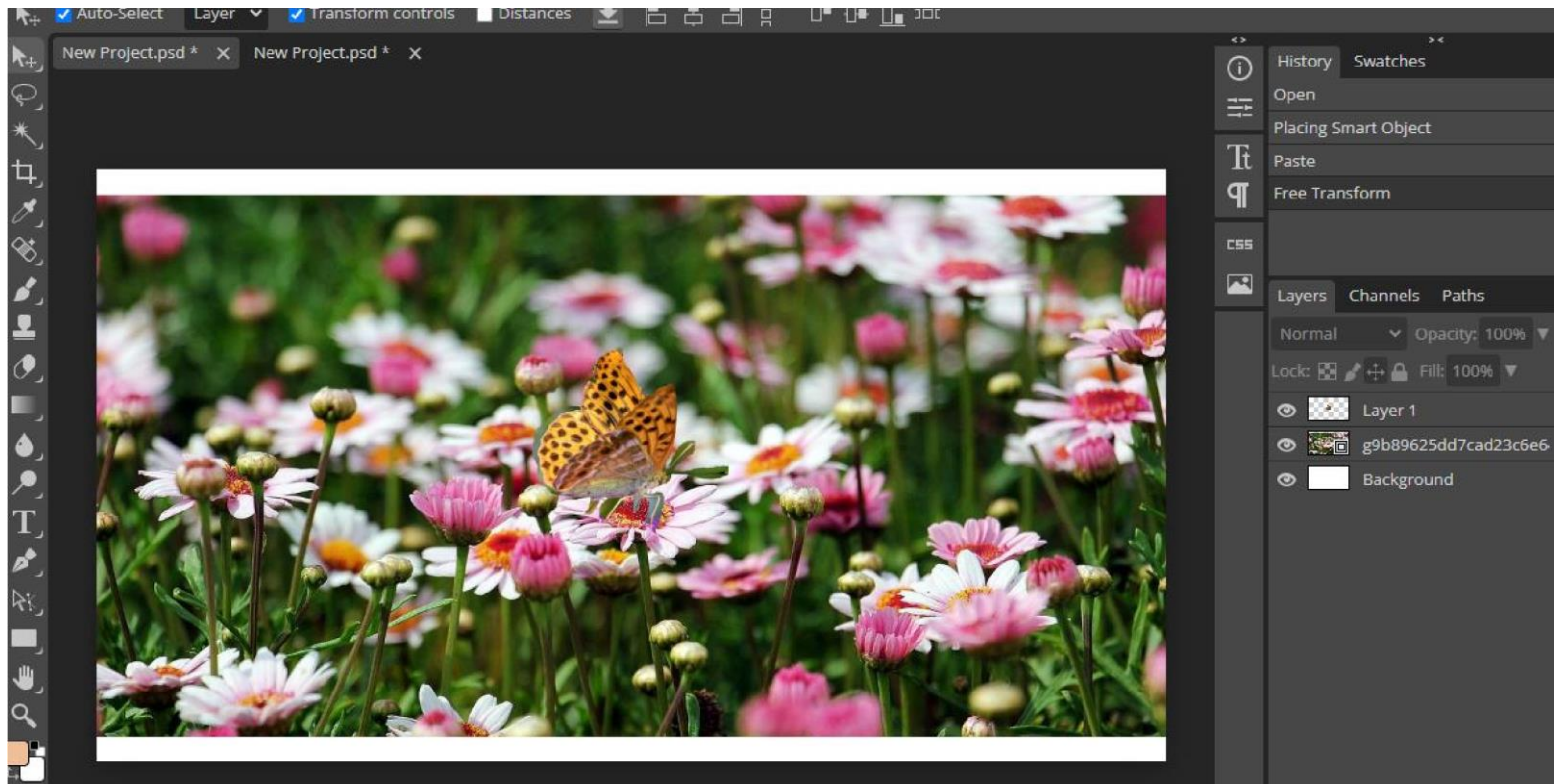 Auto-Select Layer Transform controls Distances
New Project.psd * New Project.psd *
History Swatches
Open
Placing Smart Object
Paste
Free Transform
CSS
Layers Channels Paths
Normal Opacity: 100%
Lock: Fill: 100%
Layer 1
g9b89625dd7cad23c6e6
Background